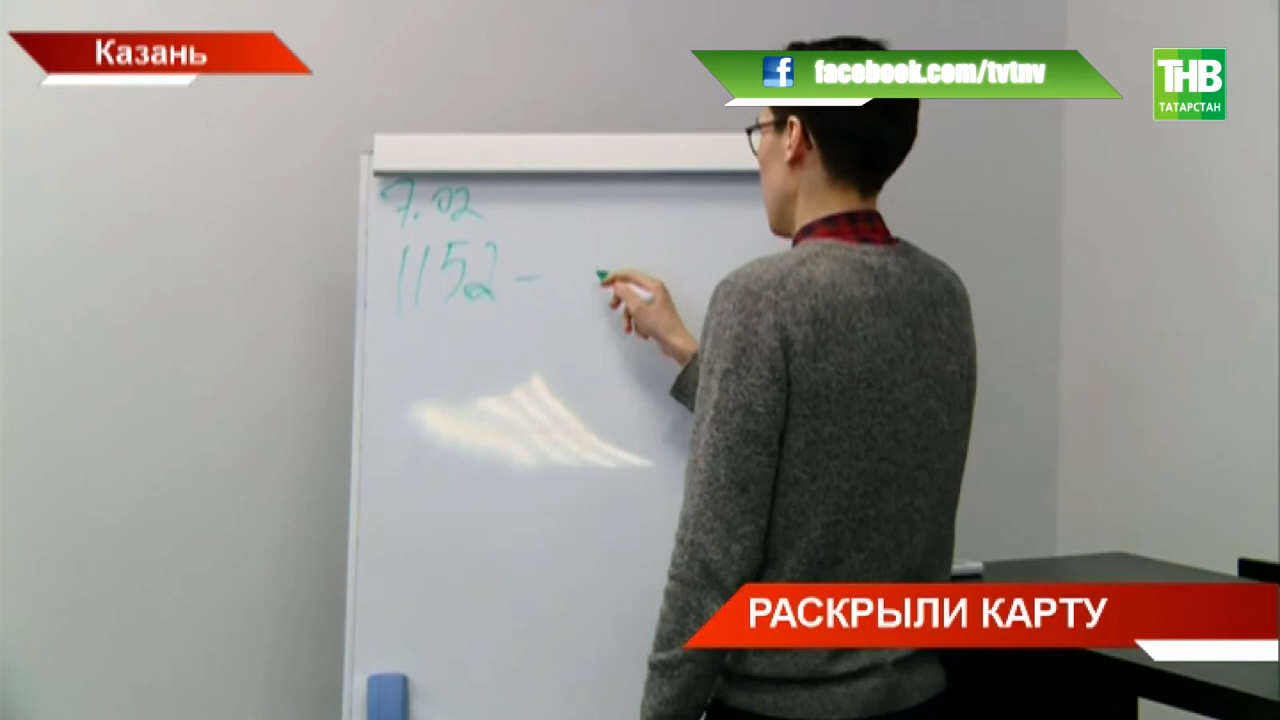 Казань
facebook.com/tvtnv
ТНВ
ТАТАРСТАН
7.02
1152 -
РАСКРЫЛИ КАРТУ